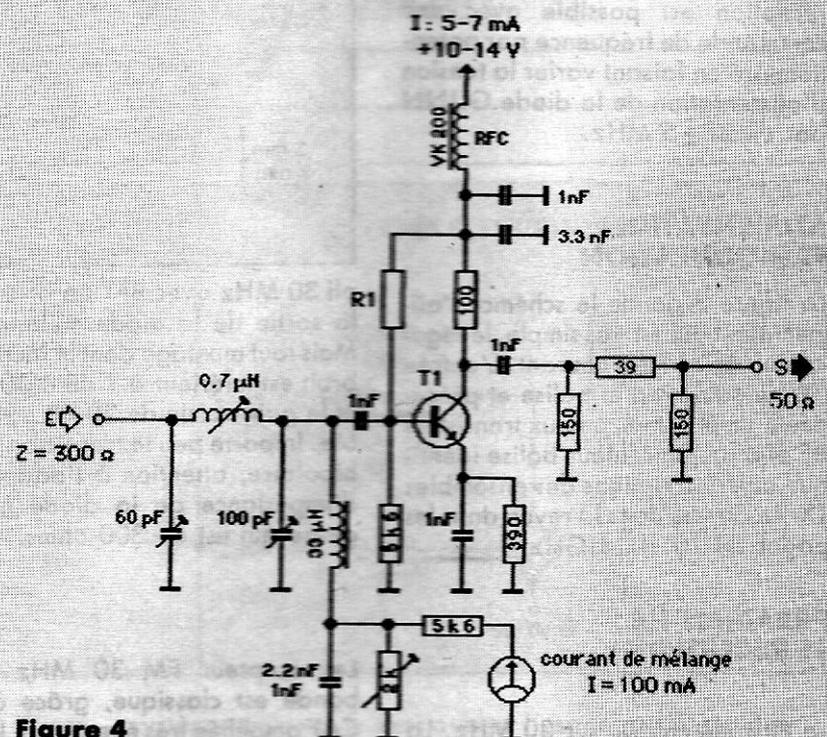 I: 5-7 mA
+10-14 V
VK 200
RFC
1nF
3.3 nF
R1
100
1nF
0.7 µH
T1
39
S
E
1nF
50 Ω
Z = 300 Ω
150
150
60 pF
100 pF
5k6
1nF
390
5k6
2.2nF
1nF
courant de mélange
I = 100 mA
Figure 4